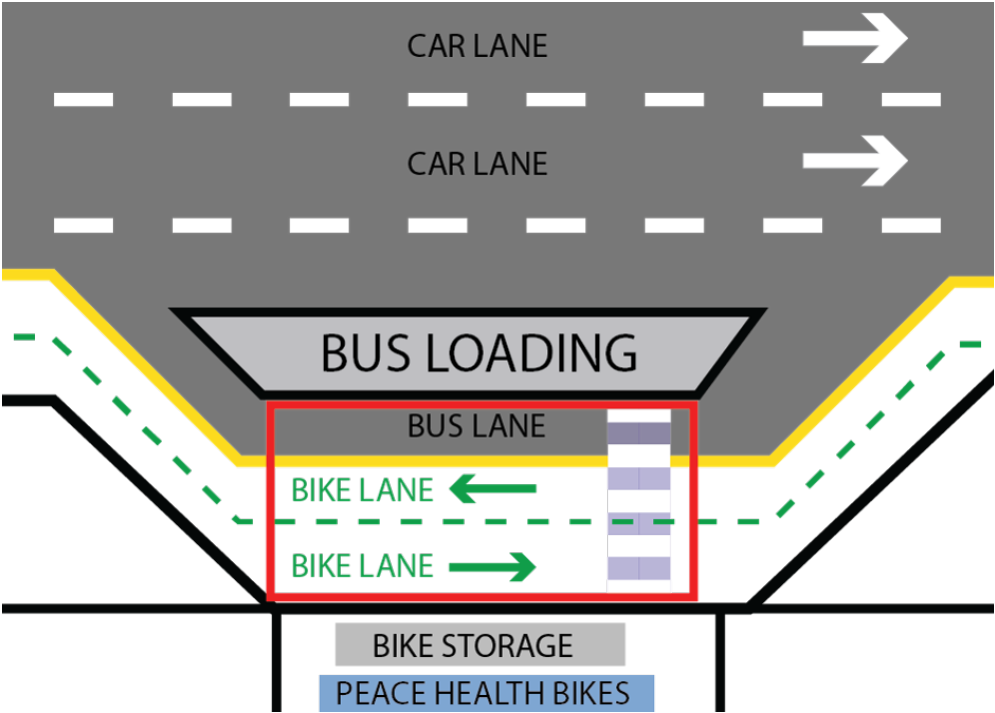 CAR LANE
CAR LANE
BUS LOADING
BUS LANE
BIKE LANE
BIKE LANE
BIKE STORAGE
PEACE HEALTH BIKES